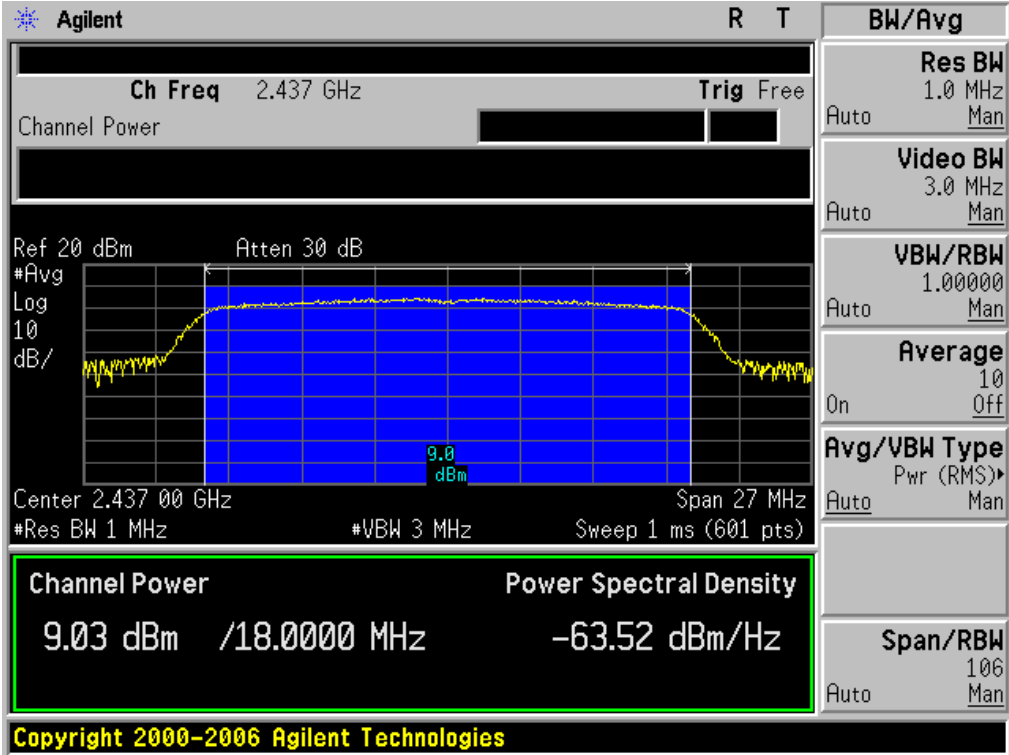 Agilent R T BW/Avg
Ch Freq 2.437 GHz Trig Free
Channel Power
Ref 20 dBm Atten 30 dB
#Avg
Log
10
dB/
9.0
dBm
Center 2.437 00 GHz Span 27 MHz
#Res BW 1 MHz #VBW 3 MHz Sweep 1 ms (601 pts)
Channel Power Power Spectral Density
9.03 dBm /18.0000 MHz -63.52 dBm/Hz
Res BW
1.0 MHz
Auto Man
Video BW
3.0 MHz
Auto Man
VBW/RBW
1.00000
Auto Man
Average
10
On Off
Avg/VBW Type
Pwr (RMS)
Auto Man
Span/RBW
106
Auto Man
Copyright 2000-2006 Agilent Technologies